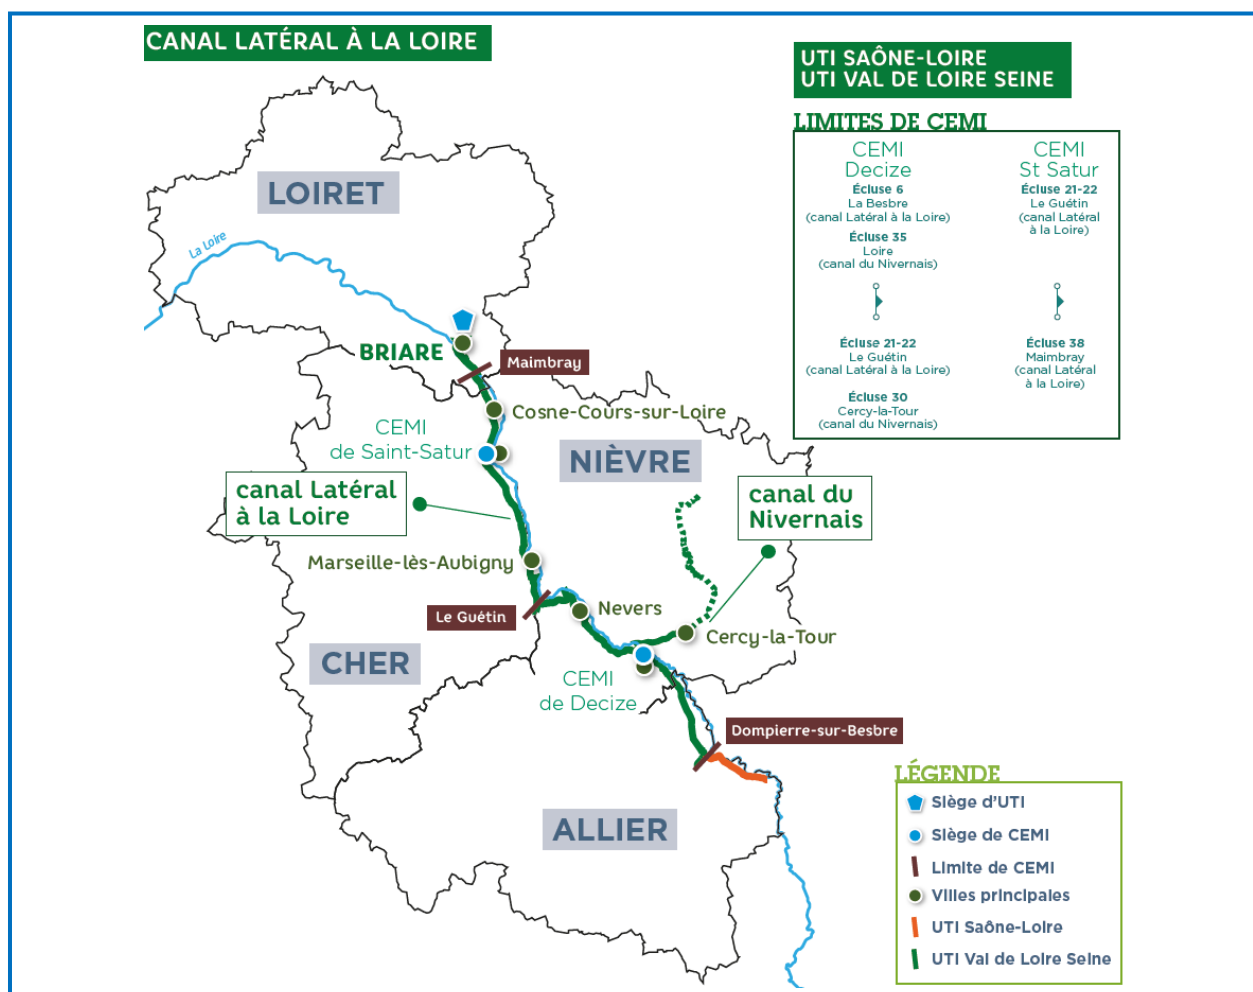 CANAL LATÉRAL À LA LOIRE
UTI SAÔNE-LOIRE
UTI VAL DE LOIRE SEINE
LIMITES DE CEMI
CEMI
Decize
Écluse 6
La Besbre
(canal Latéral à la Loire)
Écluse 35
Loire
(canal du Nivernais)
Écluse 21-22
Le Guétin
(canal Latéral à la Loire)
Écluse 30
Cercy-la-Tour
(canal du Nivernais)
CEMI
St Satur
Écluse 21-22
Le Guétin
(canal Latéral
à la Loire)
Écluse 38
Maimbray
(canal Latéral
à la Loire)
LOIRET
La Loire
BRIARE
Maimbray
Cosne-Cours-sur-Loire
CEMI
de Saint-Satur
NIÈVRE
canal Latéral
à la Loire
canal du
Nivernais
Marseille-lès-Aubigny
Le Guétin
Nevers
Cercy-la-Tour
CHER
CEMI
de Decize
Dompierre-sur-Besbre
ALLIER
LÉGENDE
Siège d'UTI
Siège de CEMI
Limite de CEMI
Villes principales
UTI Saône-Loire
UTI Val de Loire Seine